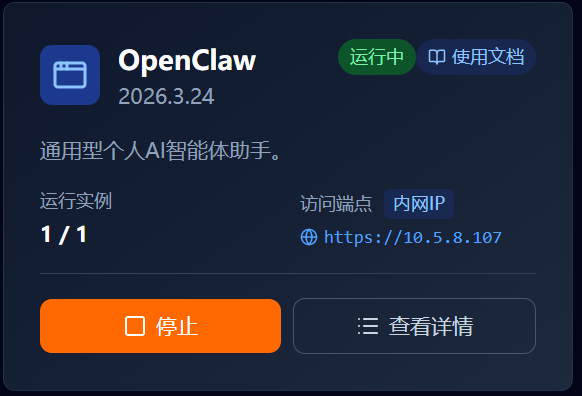 OpenClaw
运行中 使用文档
2026.3.24
通用型个人AI智能体助手。
运行实例
1 / 1
访问端点 内网IP
https://10.5.8.107
停止 查看详情